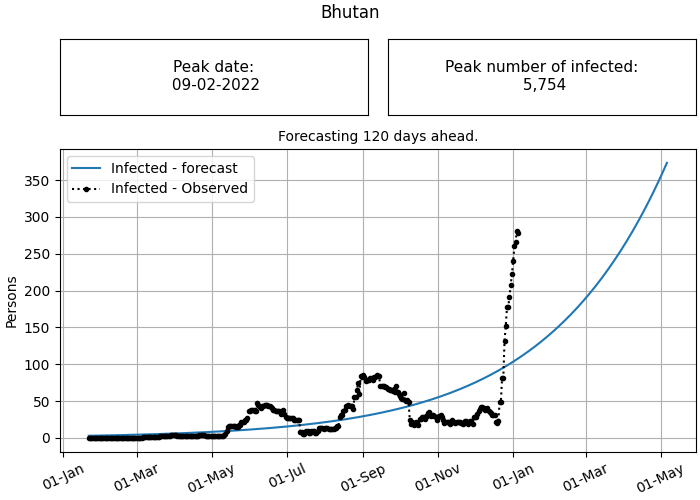 Bhutan
Peak date:
09-02-2022
Peak number of infected:
5,754
Forecasting 120 days ahead.
Infected - forecast
Infected - Observed
Persons
350
300
250
200
150
100
50
0
01-Jan
01-Mar
01-May
01-Jul
01-Sep
01-Nov
01-Jan
01-Mar
01-May